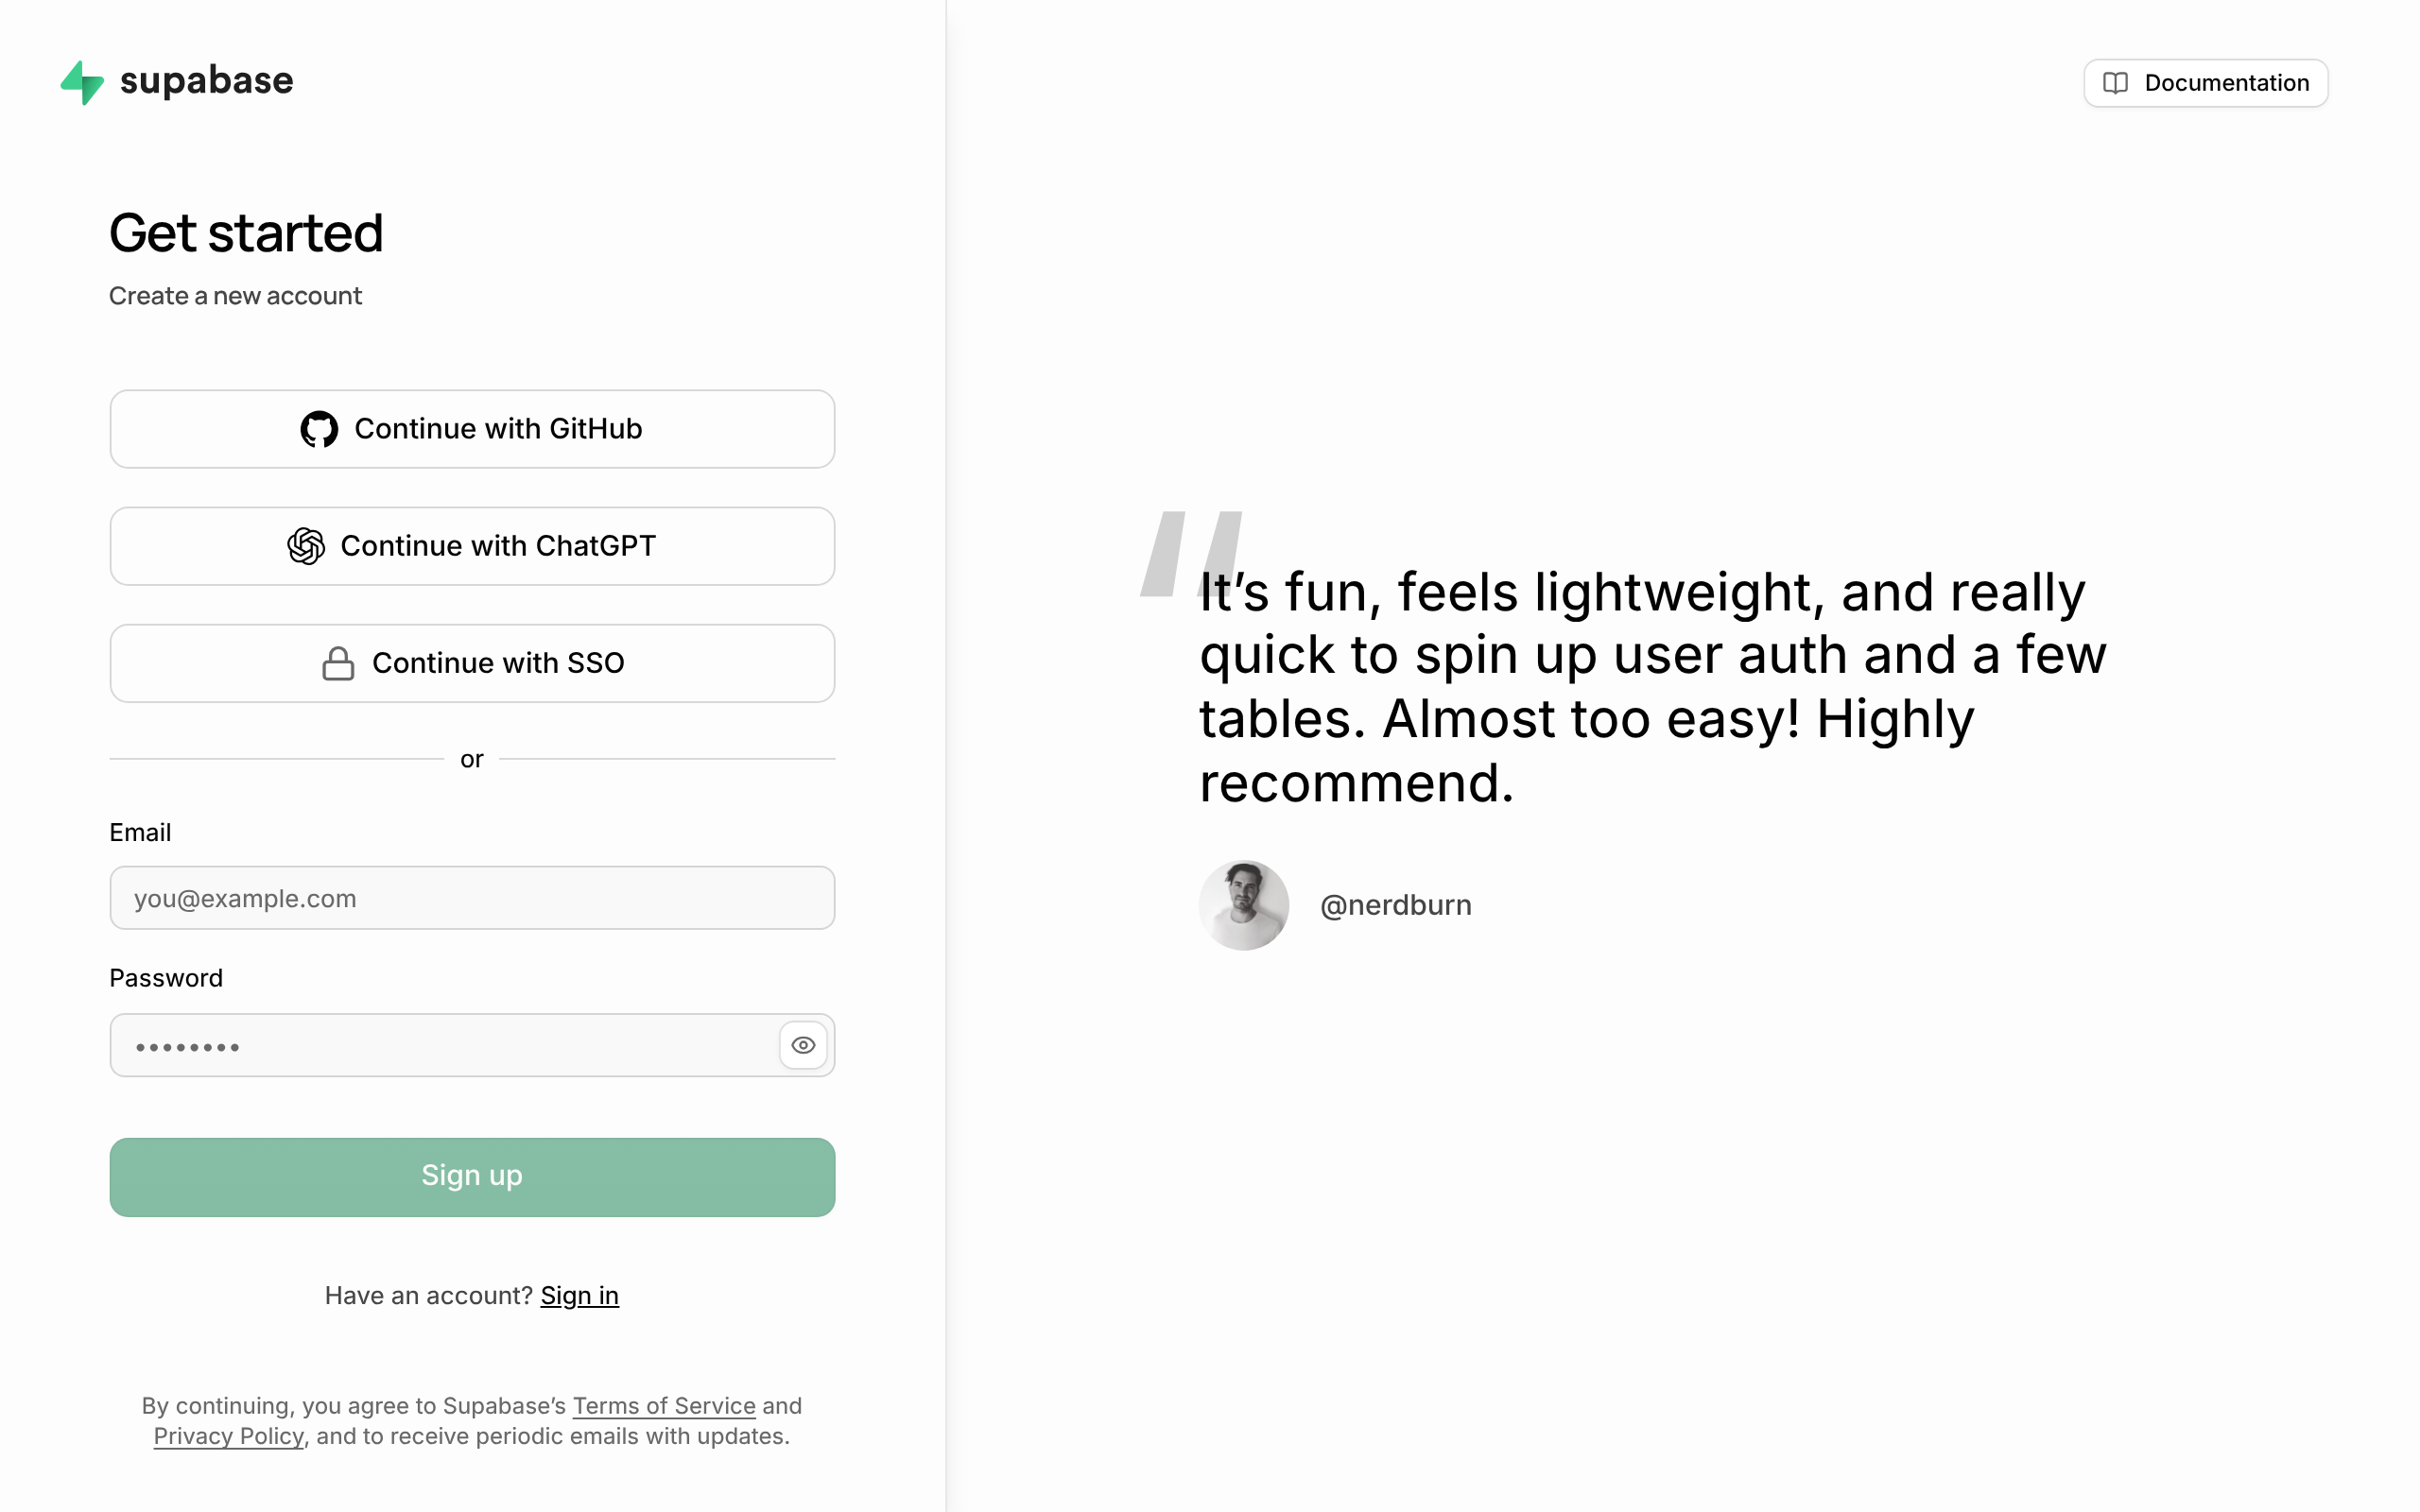 supabase
Documentation
Get started
Create a new account
Continue with GitHub
Continue with ChatGPT
Continue with SSO
or
Email
you@example.com
Password
••••••••
Sign up
Have an account? Sign in
By continuing, you agree to Supabase’s Terms of Service and
Privacy Policy, and to receive periodic emails with updates.
"
It’s fun, feels lightweight, and really
quick to spin up user auth and a few
tables. Almost too easy! Highly
recommend.
@nerdburn